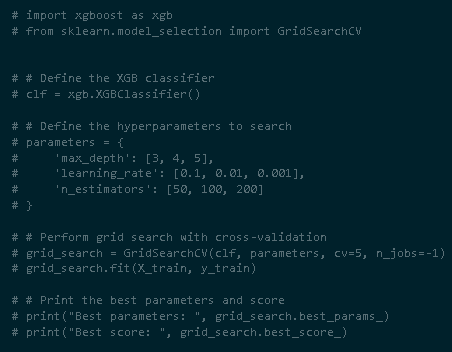 # import xgboost as xgb
# from sklearn.model_selection import GridSearchCV
# # Define the XGB classifier
# clf = xgb.XGBClassifier()
# # Define the hyperparameters to search
# parameters = {
#     'max_depth': [3, 4, 5],
#     'learning_rate': [0.1, 0.01, 0.001],
#     'n_estimators': [50, 100, 200]
# }
# # Perform grid search with cross-validation
# grid_search = GridSearchCV(clf, parameters, cv=5, n_jobs=-1)
# grid_search.fit(X_train, y_train)
# # Print the best parameters and score
# print("Best parameters: ", grid_search.best_params_)
# print("Best score: ", grid_search.best_score_)